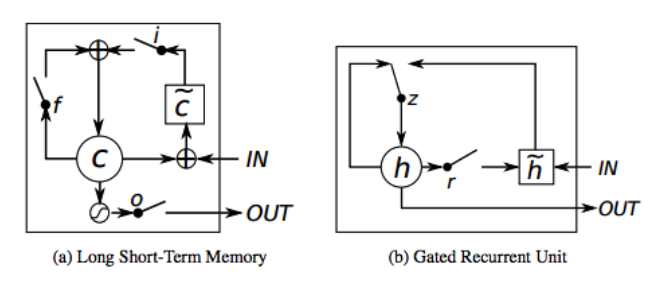 i
f
c̃
c
IN
o
OUT
z
h
r
h̃
IN
OUT
(a) Long Short-Term Memory
(b) Gated Recurrent Unit